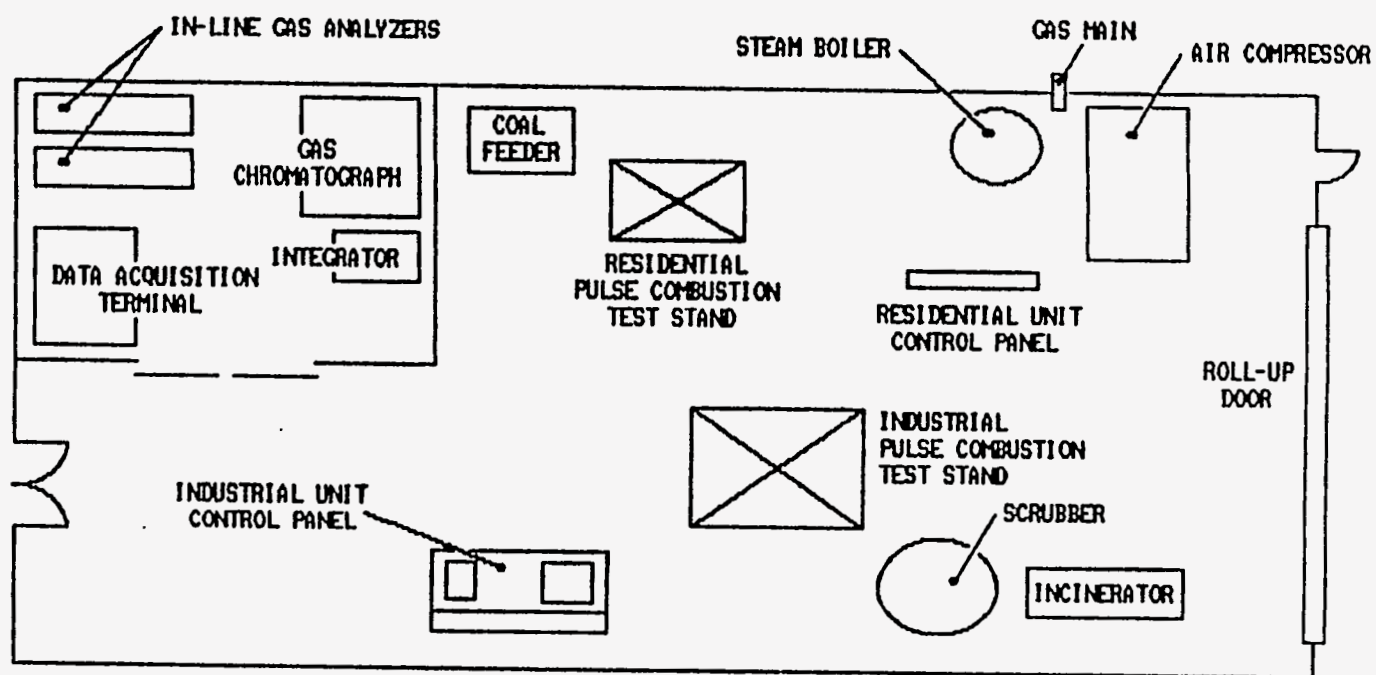 IN-LINE GAS ANALYZERS
STEAM BOILER
GAS MAIN
AIR COMPRESSOR
COAL
FEEDER
GAS
CHROMATOGRAPH
INTEGRATOR
DATA ACQUISITION
TERMINAL
RESIDENTIAL
PULSE COMBUSTION
TEST STAND
RESIDENTIAL UNIT
CONTROL PANEL
ROLL-UP
DOOR
INDUSTRIAL
PULSE COMBUSTION
TEST STAND
INDUSTRIAL UNIT
CONTROL PANEL
SCRUBBER
INCINERATOR